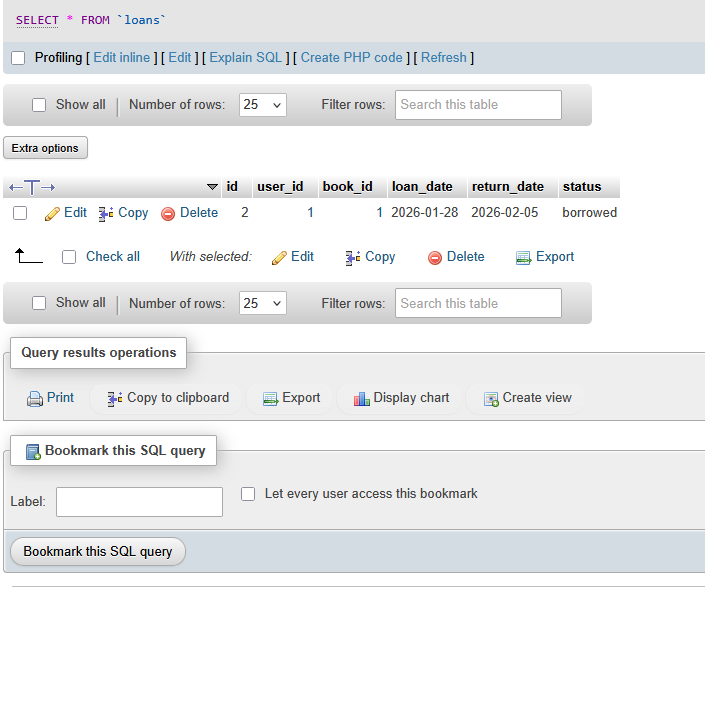 SELECT * FROM `loans`
Profiling [ Edit inline ] [ Edit ] [ Explain SQL ] [ Create PHP code ] [ Refresh ]
Show all | Number of rows: 25 Filter rows: Search this table
Extra options
←T→ id user_id book_id loan_date return_date status
Edit Copy Delete 2 1 1 2026-01-28 2026-02-05 borrowed
Check all With selected: Edit Copy Delete Export
Show all | Number of rows: 25 Filter rows: Search this table
Query results operations
Print Copy to clipboard Export Display chart Create view
Bookmark this SQL query
Label: Let every user access this bookmark
Bookmark this SQL query